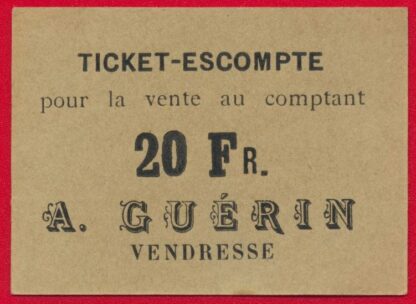 TICKET-ESCOMPTE
pour la vente au comptant
20 FR.
A. GUÉRIN
VENDRESSE